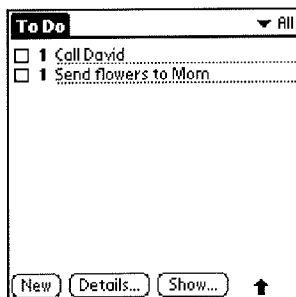 To Do
All
1 Call David
1 Send flowers to Mom
New Details... Show...